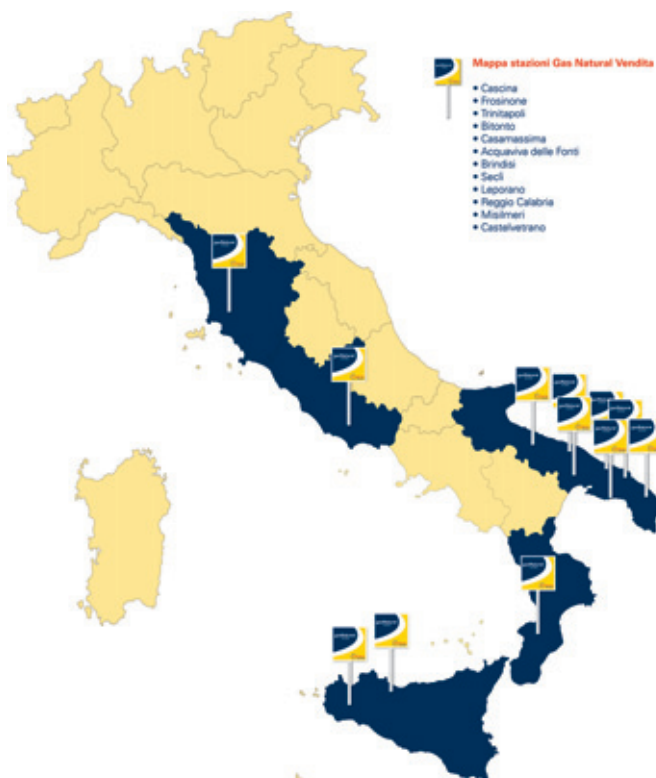 Mappa stazioni Gas Natural Vendita
• Cascina
• Frosinone
• Trinitapoli
• Bitonto
• Casamassima
• Acquaviva delle Fonti
• Brindisi
• Seclì
• Leporano
• Reggio Calabria
• Misilmeri
• Castelvetrano